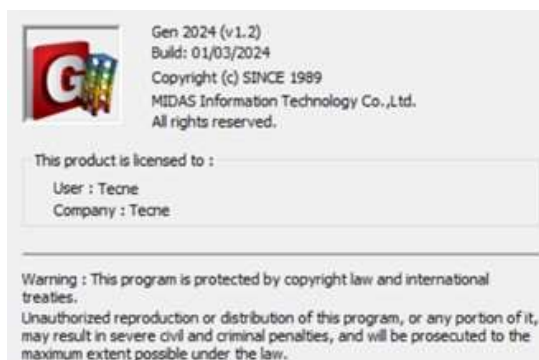 Gen 2024 (v1.2)
Build: 01/03/2024
Copyright (c) SINCE 1989
MIDAS Information Technology Co.,Ltd.
All rights reserved.
This product is licensed to :
User : Tecne
Company : Tecne
Warning : This program is protected by copyright law and international
treaties.
Unauthorized reproduction or distribution of this program, or any portion of it,
may result in severe civil and criminal penalties, and will be prosecuted to the
maximum extent possible under the law.